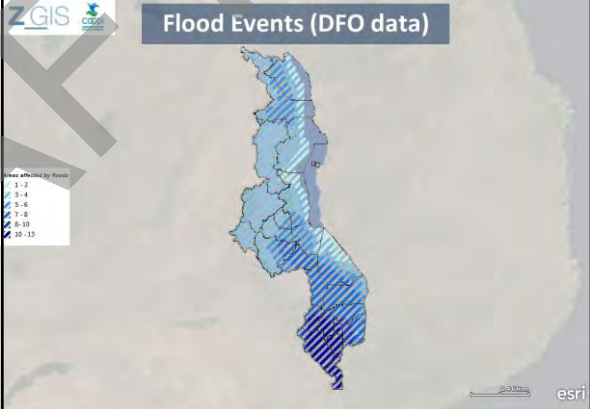 Z_GIS
Flood Events (DFO data)
Areas affected by floods
1 - 2
3 - 4
5 - 6
7 - 8
8- 10
10 - 13
esri